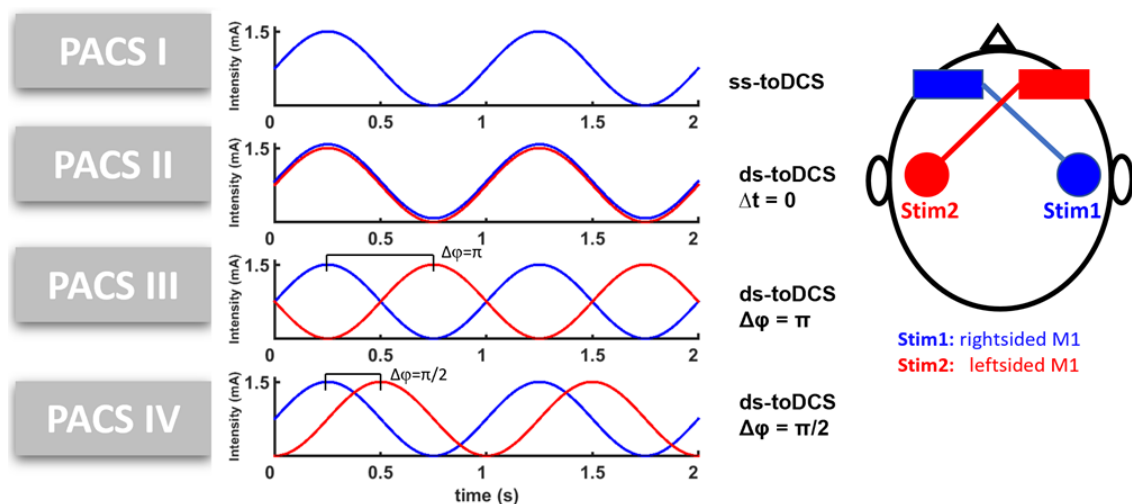 PACS I
Intensity (mA)
1.5
0
0.5
1
1.5
2
ss-toDCS
PACS II
Intensity (mA)
1.5
0
0.5
1
1.5
2
ds-toDCS
Δt = 0
PACS III
Intensity (mA)
1.5
Δφ=π
0
0.5
1
1.5
2
ds-toDCS
Δφ = π
PACS IV
Intensity (mA)
1.5
Δφ=π/2
0
0.5
1
1.5
2
time (s)
ds-toDCS
Δφ = π/2
Stim2
Stim1
Stim1: rightsided M1
Stim2: leftsided M1